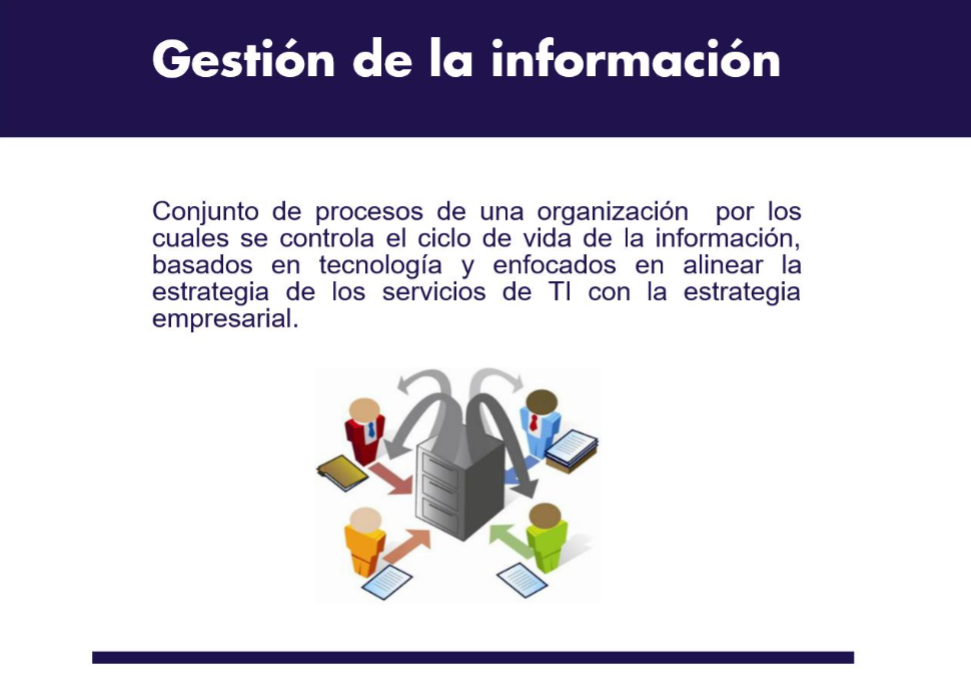 Gestión de la información
Conjunto de procesos de una organización por los
cuales se controla el ciclo de vida de la información,
basados en tecnología y enfocados en alinear la
estrategia de los servicios de TI con la estrategia
empresarial.